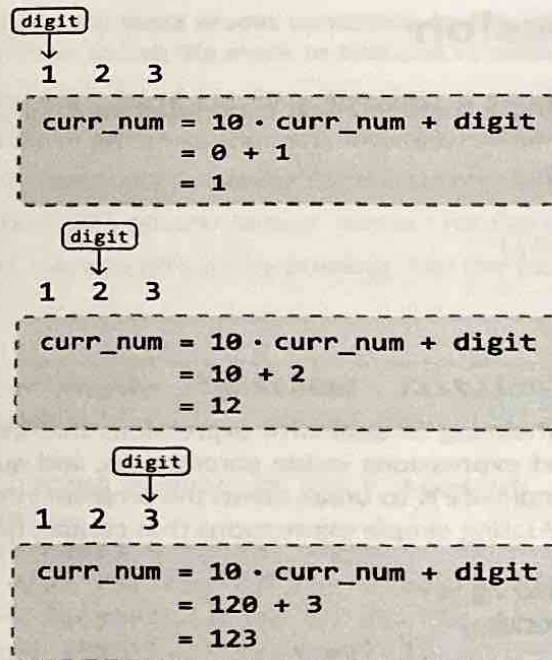 digit
1 2 3
curr_num = 10 · curr_num + digit
= 0 + 1
= 1
digit
1 2 3
curr_num = 10 · curr_num + digit
= 10 + 2
= 12
digit
1 2 3
curr_num = 10 · curr_num + digit
= 120 + 3
= 123